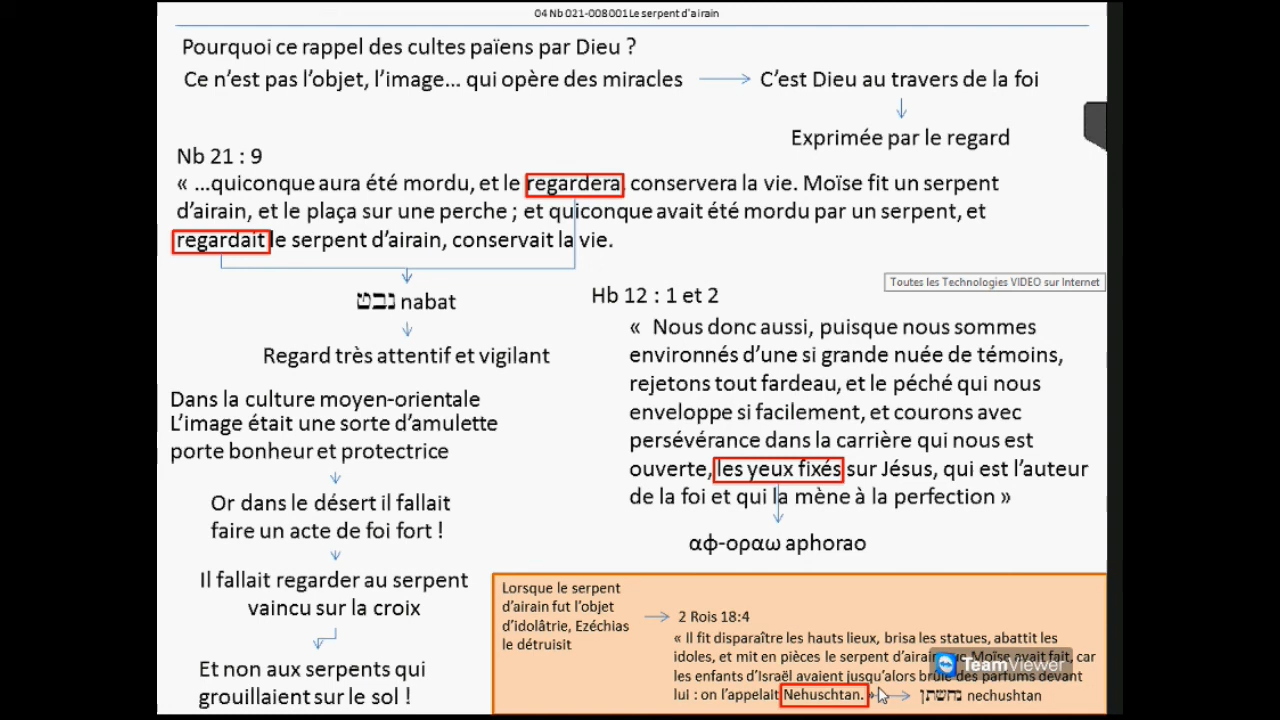 04 Nb 021-008001Le serpent d'airain
Pourquoi ce rappel des cultes païens par Dieu ?
Ce n'est pas l'objet, l'image... qui opère des miracles
C'est Dieu au travers de la foi
Exprimée par le regard
Nb 21 : 9
« ...quiconque aura été mordu, et le regardera, conservera la vie. Moïse fit un serpent
d'airain, et le plaça sur une perche ; et quiconque avait été mordu par un serpent, et
regardait le serpent d'airain, conservait la vie.
נבט nabat
Regard très attentif et vigilant
Dans la culture moyen-orientale
L'image était une sorte d'amulette
porte bonheur et protectrice
Or dans le désert il fallait
faire un acte de foi fort !
Il fallait regarder au serpent
vaincu sur la croix
Et non aux serpents qui
grouillaient sur le sol !
Toutes les Technologies VIDEO sur Internet
Hb 12 : 1 et 2
« Nous donc aussi, puisque nous sommes
environnés d'une si grande nuée de témoins,
rejetons tout fardeau, et le péché qui nous
enveloppe si facilement, et courons avec
persévérance dans la carrière qui nous est
ouverte, les yeux fixés sur Jésus, qui est l'auteur
de la foi et qui la mène à la perfection »
αφ-οραω aphorao
Lorsque le serpent
d'airain fut l'objet
d'idolâtrie, Ezéchias
le détruisit
2 Rois 18:4
« Il fit disparaître les hauts lieux, brisa les statues, abattit les
idoles, et mit en pièces le serpent d'airain que Moïse avait fait, car
les enfants d'Israël avaient jusqu'alors brûlé des parfums devant
lui : on l'appelait Nehuschtan. »
נחשתן nechushtan
TeamViewer